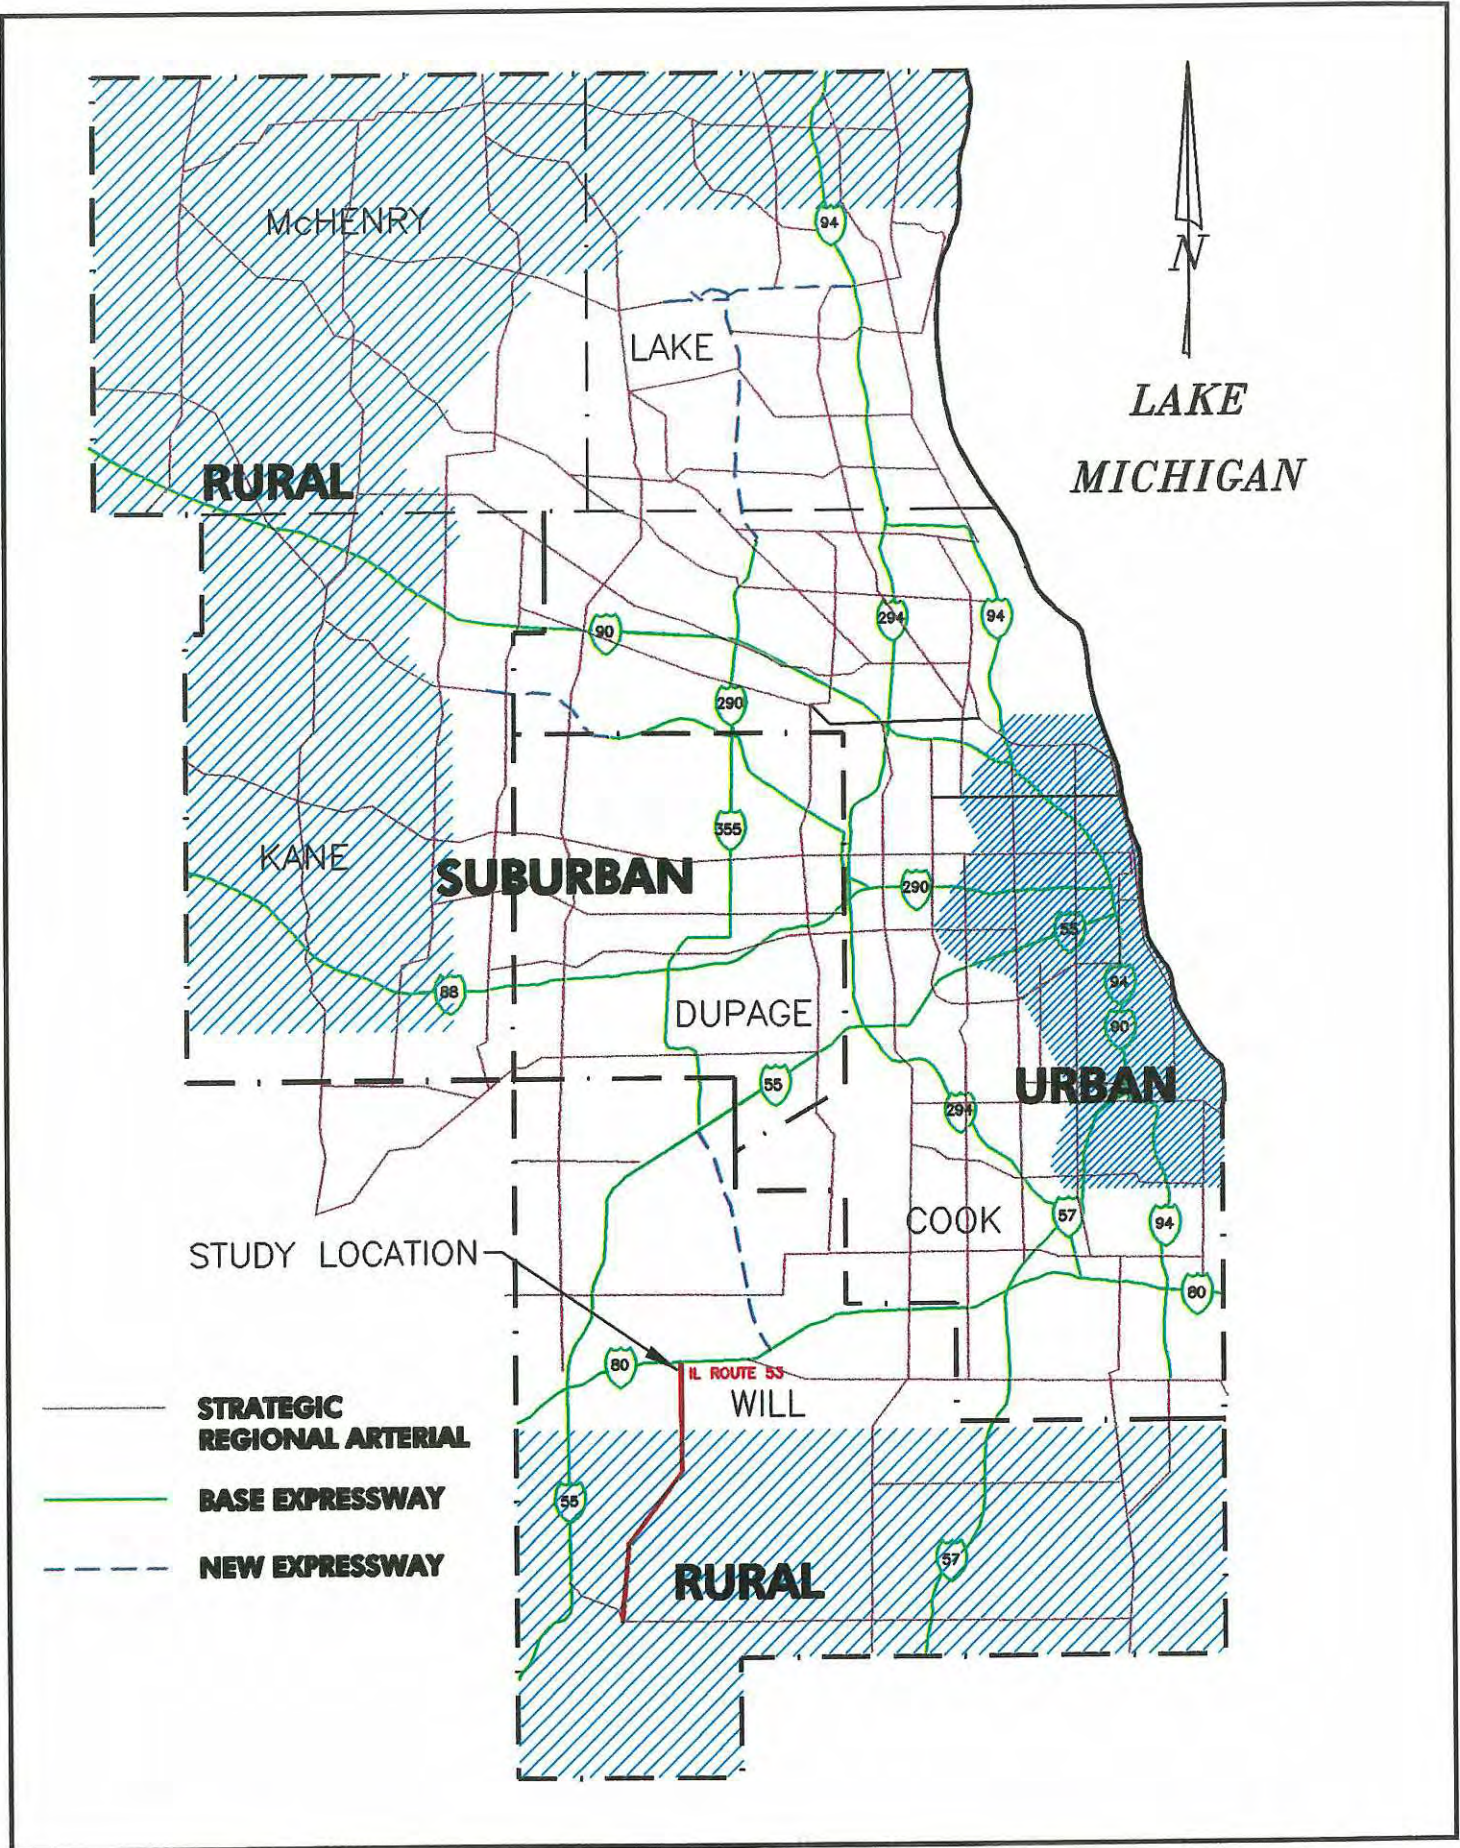 McHENRY
94
N
LAKE
LAKE
MICHIGAN
RURAL
90
294
94
290
355
KANE
SUBURBAN
290
55
88
94
DUPAGE
90
55
URBAN
294
COOK
57
94
STUDY LOCATION
80
80
IL ROUTE 53
WILL
STRATEGIC
REGIONAL ARTERIAL
BASE EXPRESSWAY
55
NEW EXPRESSWAY
57
RURAL